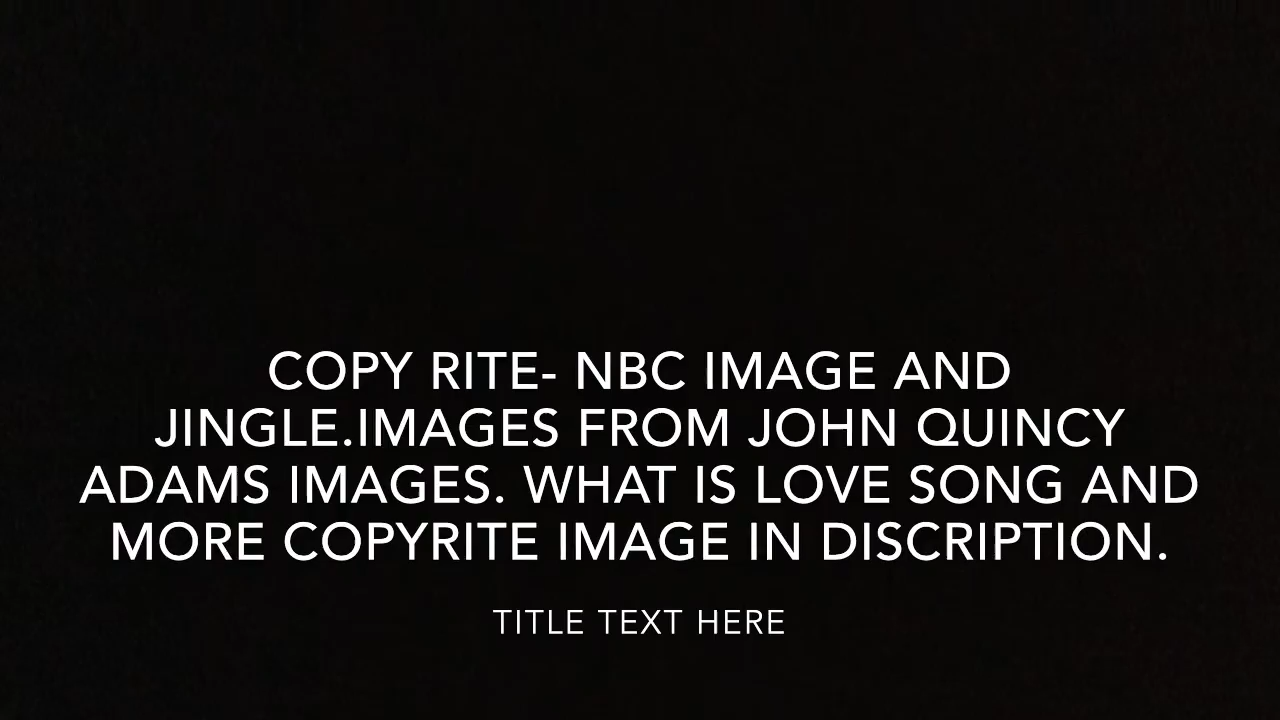 COPY RITE- NBC IMAGE AND
JINGLE.IMAGES FROM JOHN QUINCY
ADAMS IMAGES. WHAT IS LOVE SONG AND
MORE COPYRITE IMAGE IN DISCRIPTION.
TITLE TEXT HERE